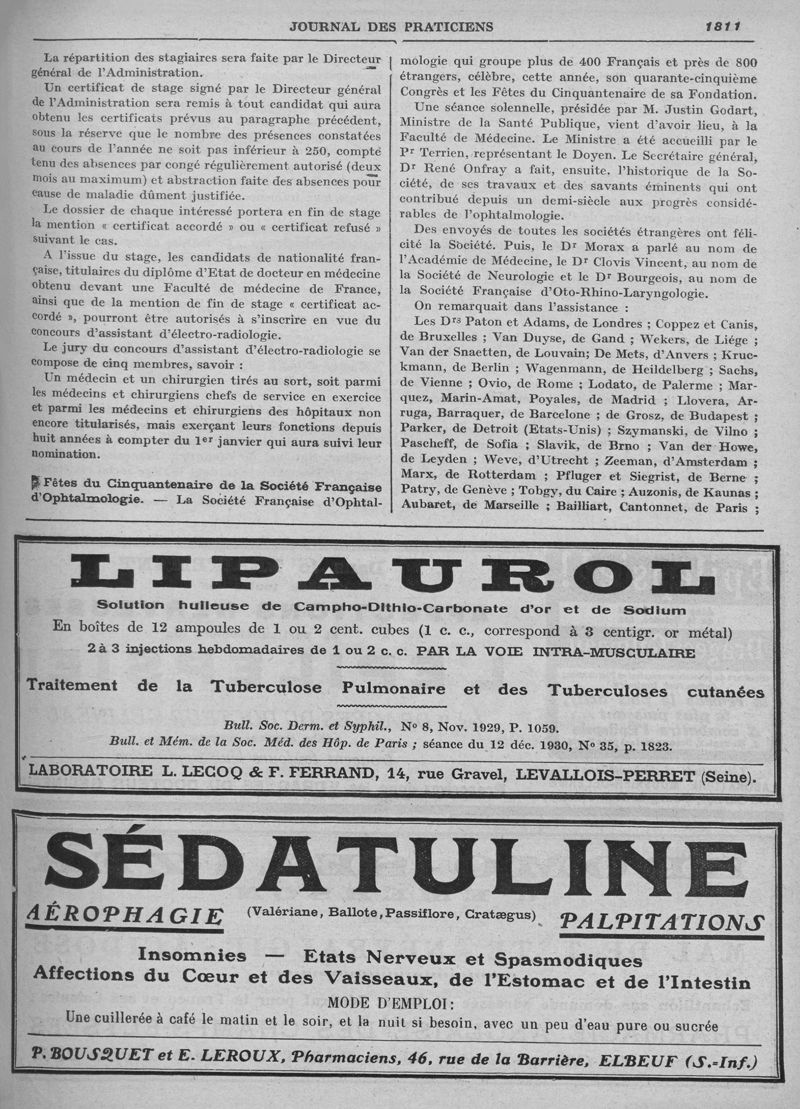 JOURNAL DES PRATICIENS
1811
La répartition des stagiaires sera faite par le Directeur
général de l'Administration.
Un certificat de stage signé par le Directeur général
de l'Administration sera remis à tout candidat qui aura
obtenu les certificats prévus au paragraphe précédent,
sous la réserve que le nombre des présences constatées
au cours de l'année ne soit pas inférieur à 250, compte
tenu des absences par congé régulièrement autorisé (deux
mois au maximum) et abstraction faite des absences pour
cause de maladie dûment justifiée.
Le dossier de chaque intéressé portera en fin de stage
la mention « certificat accordé » ou « certificat refusé »
suivant le cas.
A l'issue du stage, les candidats de nationalité fran-
çaise, titulaires du diplôme d'Etat de docteur en médecine
obtenu devant une Faculté de médecine de France,
ainsi que de la mention de fin de stage « certificat ac-
cordé », pourront être autorisés à s'inscrire en vue du
concours d'assistant d'électro-radiologie.
Le jury du concours d'assistant d'électro-radiologie se
compose de cinq membres, savoir :
Un médecin et un chirurgien tirés au sort, soit parmi
les médecins et chirurgiens chefs de service en exercice
et parmi les médecins et chirurgiens des hôpitaux non
encore titularisés, mais exerçant leurs fonctions depuis
huit années à compter du 1er janvier qui aura suivi leur
nomination.
Fêtes du Cinquantenaire de la Société Française
d'Ophtalmologie. — La Société Française d'Ophtal-
mologie qui groupe plus de 400 Français et près de 800
étrangers, célèbre, cette année, son quarante-cinquième
Congrès et les Fêtes du Cinquantenaire de sa Fondation.
Une séance solennelle, présidée par M. Justin Godart,
Ministre de la Santé Publique, vient d'avoir lieu, à la
Faculté de Médecine. Le Ministre a été accueilli par le
Pr Terrien, représentant le Doyen. Le Secrétaire général,
Dr René Onfray a fait, ensuite, l'historique de la So-
ciété, de ses travaux et des savants éminents qui ont
contribué depuis un demi-siècle aux progrès considé-
rables de l'ophtalmologie.
Des envoyés de toutes les sociétés étrangères ont féli-
cité la Société. Puis, le Dr Morax a parlé au nom de
l'Académie de Médecine, le Dr Clovis Vincent, au nom de
la Société de Neurologie et le Dr Bourgeois, au nom de
la Société Française d'Oto-Rhino-Laryngologie.
On remarquait dans l'assistance :
Les Drs Paton et Adams, de Londres ; Coppez et Canis,
de Bruxelles ; Van Duyse, de Gand ; Wekers, de Liége ;
Van der Snaetten, de Louvain; De Mets, d'Anvers ; Kruc-
kmann, de Berlin ; Wagenmann, de Heildelberg ; Sachs,
de Vienne ; Ovio, de Rome ; Lodato, de Palerme ; Mar-
quez, Marin-Amat, Poyales, de Madrid ; Llovera, Ar-
ruga, Barraquer, de Barcelone ; de Grosz, de Budapest ;
Parker, de Detroit (Etats-Unis) ; Szymanski, de Vilno ;
Pascheff, de Sofia ; Slavik, de Brno ; Van der Howe,
de Leyden ; Weve, d'Utrecht ; Zeeman, d'Amsterdam ;
Marx, de Rotterdam ; Pfluger et Siegrist, de Berne ;
Patry, de Genève ; Tobgy, du Caire ; Auzonis, de Kaunas ;
Aubaret, de Marseille ; Bailliart, Cantonnet, de Paris ;
LIPAUROL
Solution huileuse de Campho-Dithio-Carbonate d'or et de Sodium
En boîtes de 12 ampoules de 1 ou 2 cent. cubes (1 c. c., correspond à 3 centigr. or métal)
2 à 3 injections hebdomadaires de 1 ou 2 c. c. PAR LA VOIE INTRA-MUSCULAIRE
Traitement de la Tuberculose Pulmonaire et des Tuberculoses cutanées
Bull. Soc. Derm. et Syphil., No 8, Nov. 1929, P. 1059.
Bull. et Mém. de la Soc. Méd. des Hôp. de Paris ; séance du 12 déc. 1930, No 35, p. 1823.
LABORATOIRE L. LECOQ & F. FERRAND, 14, rue Gravel, LEVALLOIS-PERRET (Seine).
SÉDATULINE
AÉROPHAGIE (Valériane, Ballote, Passiflore, Cratægus) PALPITATIONS
Insomnies — Etats Nerveux et Spasmodiques
Affections du Cœur et des Vaisseaux, de l'Estomac et de l'Intestin
MODE D'EMPLOI:
Une cuillerée à café le matin et le soir, et la nuit si besoin, avec un peu d'eau pure ou sucrée
P. BOUSQUET et E. LEROUX, Pharmaciens, 46, rue de la Barrière, ELBEUF (S.-Inf.)